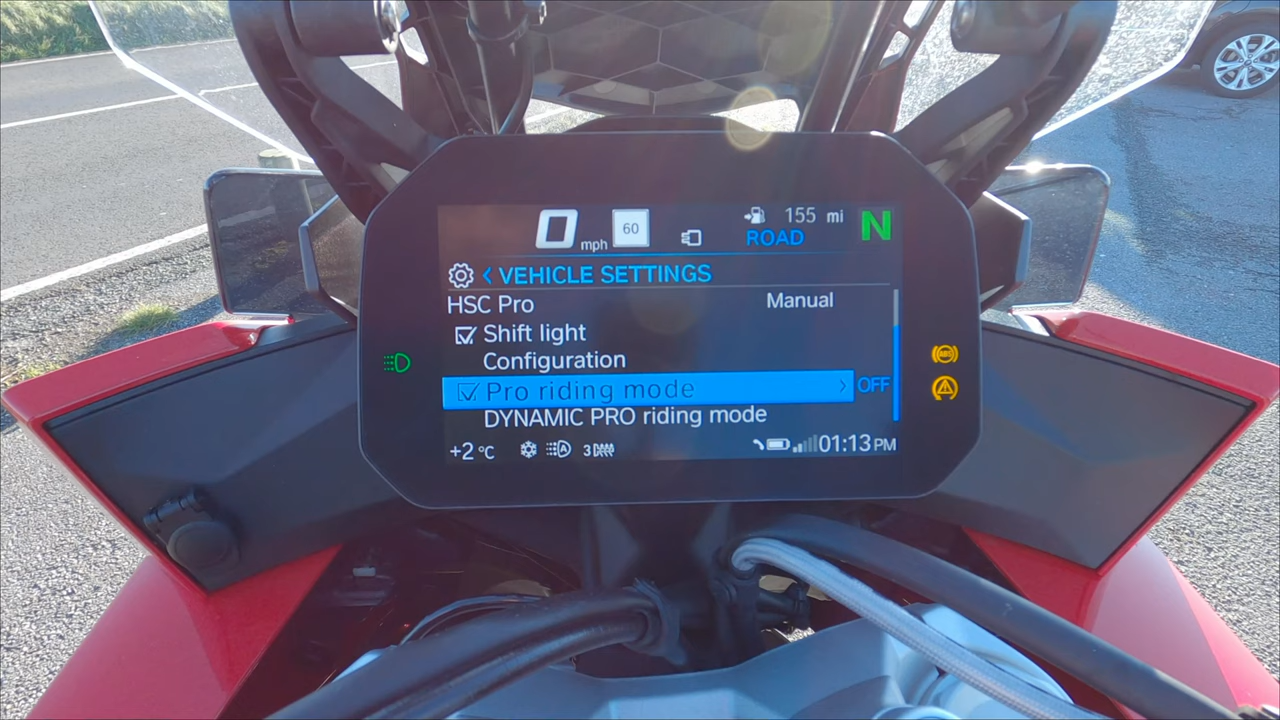 0 mph 60 155 mi N
ROAD
< VEHICLE SETTINGS
HSC Pro Manual
Shift light
Configuration
Pro riding mode > OFF
DYNAMIC PRO riding mode
+2 °C A 3 01:13 PM
ABS